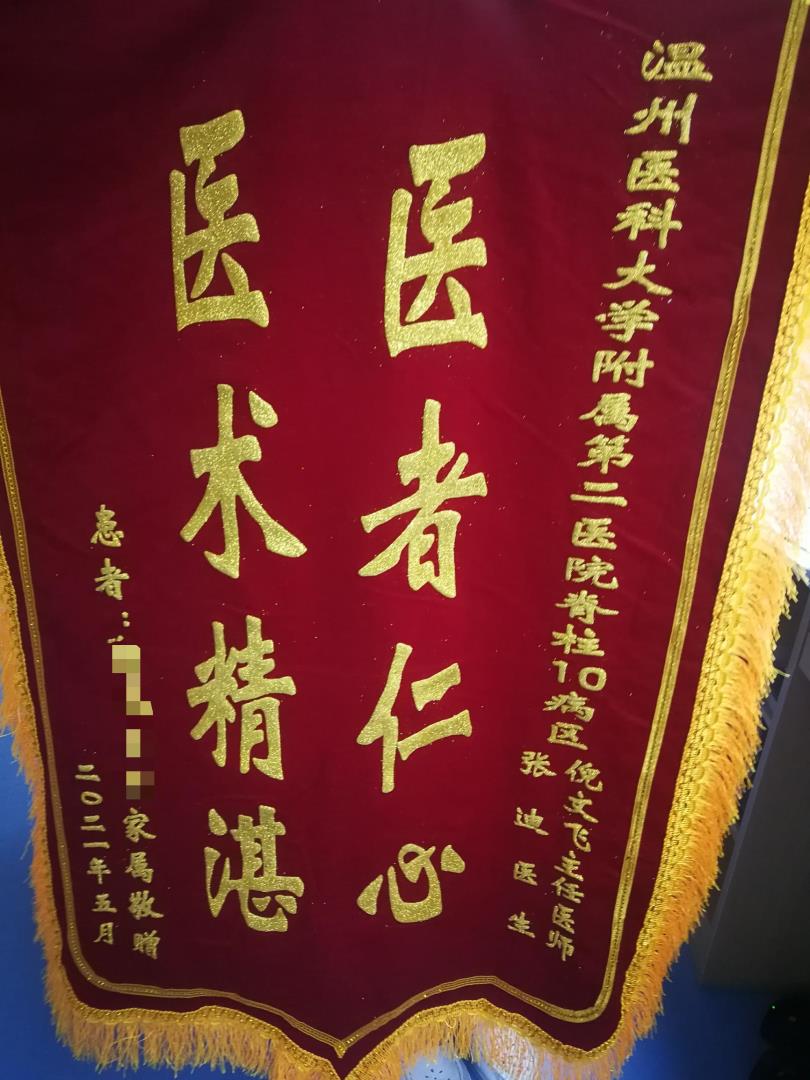 温州医科大学附属第二医院脊柱10病区倪文飞主任医师
张迪医生
医者仁心
医术精湛
患者：
家属敬赠
二〇二一年五月